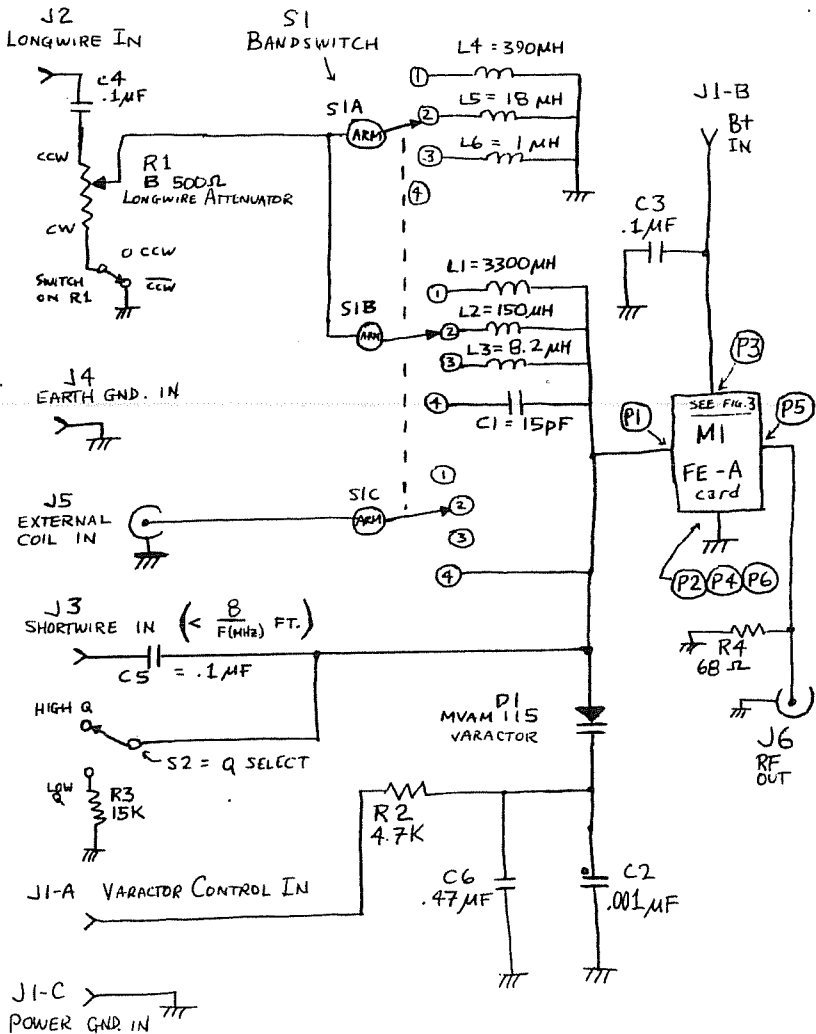 J2
LONGWIRE IN
C4
.1µF
CCW
R1
B 500Ω
LONGWIRE ATTENUATOR
CW
O CCW
SWITCH
ON R1
CCW
S1
BANDSWITCH
S1A
ARM
1
L4 = 390µH
2
L5 = 18 µH
3
L6 = 1 µH
4
J1-B
B+
IN
C3
.1µF
S1B
ARM
1
L1 = 3300µH
2
L2 = 150µH
3
L3 = 8.2µH
4
C1 = 15pF
J4
EARTH GND. IN
P3
P1
SEE FIG. 3
M1
FE-A
card
P5
P2 P4 P6
J5
EXTERNAL
COIL IN
S1C
ARM
1
2
3
4
J3
SHORTWIRE IN (< 8
F(MHz) FT.)
C5 = .1µF
HIGH Q
S2 = Q SELECT
LOW
Q
R3
15K
D1
MVAM 115
VARACTOR
R4
68 Ω
J6
RF
OUT
R2
4.7K
C6
.47µF
C2
.001µF
J1-A VARACTOR CONTROL IN
J1-C
POWER GND. IN